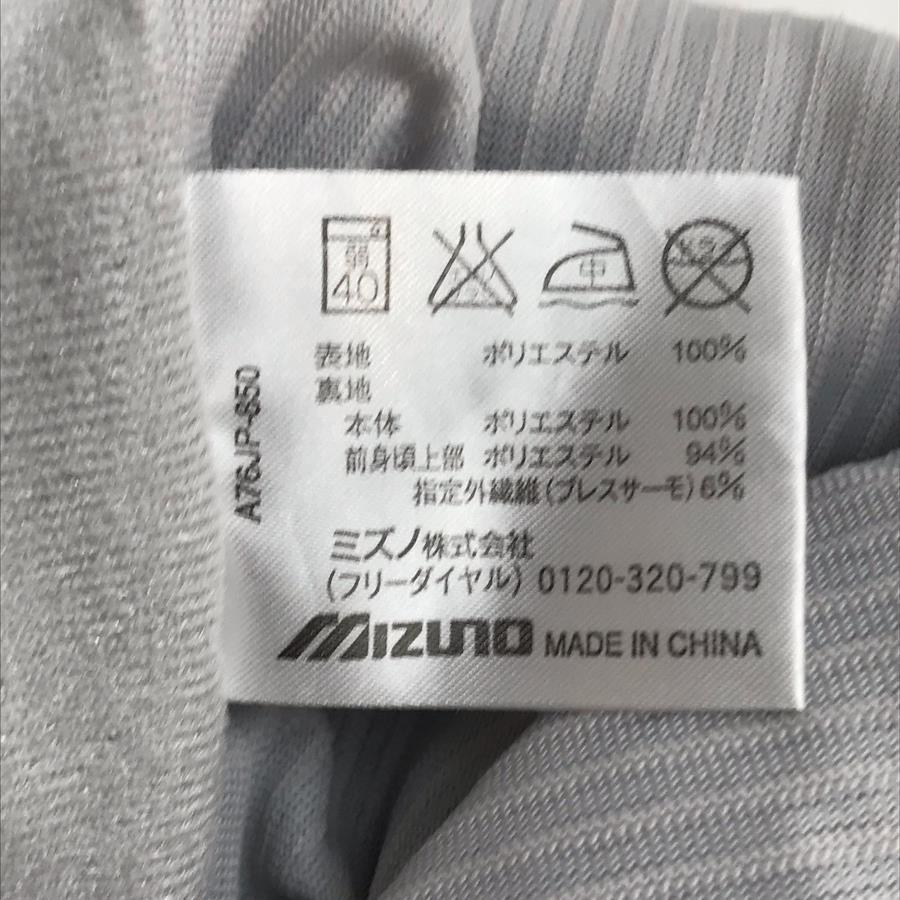 弱
40
中
表地 ポリエステル 100%
裏地
本体 ポリエステル 100%
前身頃上部 ポリエステル 94%
指定外繊維(ブレスサーモ) 6%
ミズノ株式会社
(フリーダイヤル) 0120-320-799
MIZUNO MADE IN CHINA
A76JP-850